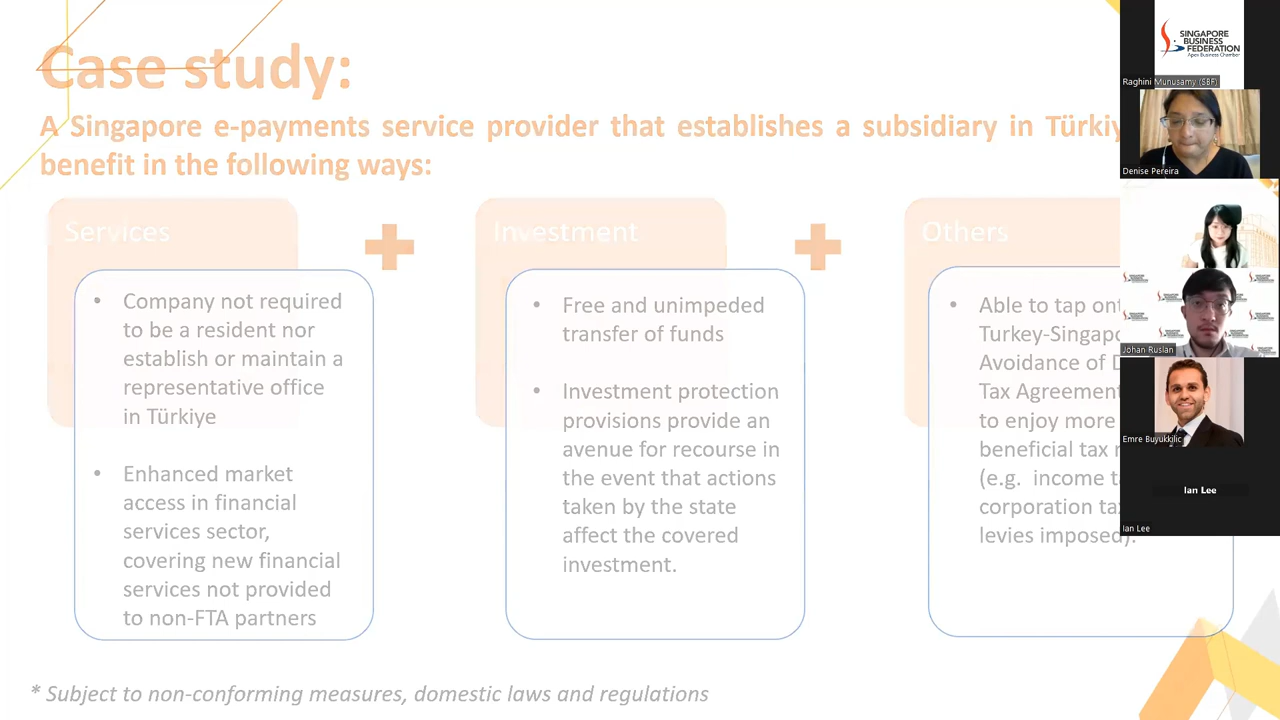 Case study:
A Singapore e-payments service provider that establishes a subsidiary in
benefit in the following ways:
Services
Company not required
to be a resident nor
establish or maintain a
representative office
in Türkiye
Enhanced market
access in financial
services sector,
covering new financial
services not provided
to non-FTA partners
Investment
Free and unimpeded
transfer of funds
Investment protection
provisions provide an
avenue for recourse in
the event that actions
taken by the state
affect the covered
investment.
Others
Able to tap
Avoidance of
Tax Agreement
to enjoy more
beneficial tax
(e.g. income
corporation
levies imposed).
* Subject to non-conforming measures, domestic laws and regulations
SINGAPORE
BUSINESS
FEDERATION
Apex Business Chamber
Raghini Munusamy (SBF)
Denise Pereira
Johan Ruslan
Emre Buyukkilic
Ian Lee
Ian Lee